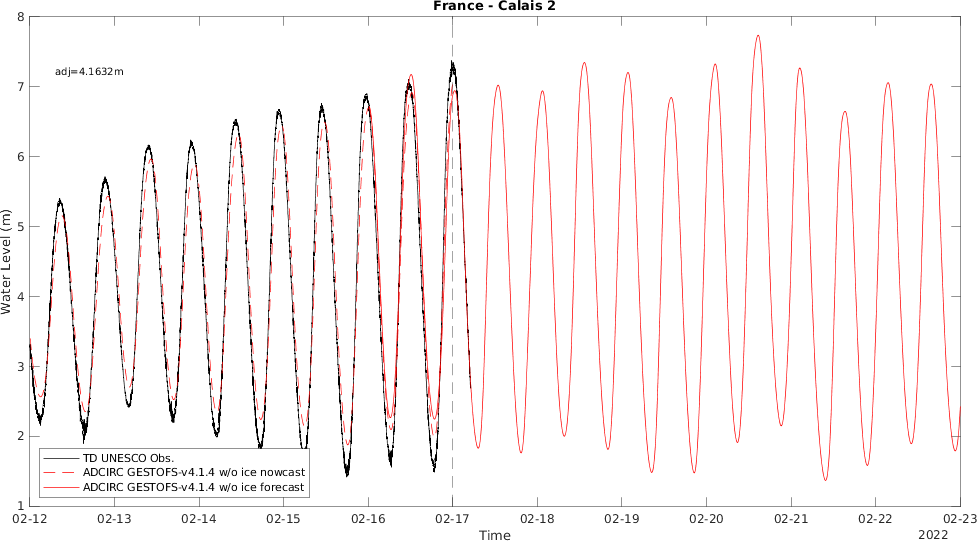 France - Calais 2
adj=4.1632m
Water Level (m)
8
7
6
5
4
3
2
1
TD UNESCO Obs.
ADCIRC GESTOFS-v4.1.4 w/o ice nowcast
ADCIRC GESTOFS-v4.1.4 w/o ice forecast
02-12 02-13 02-14 02-15 02-16 02-17 02-18 02-19 02-20 02-21 02-22 02-23
Time
2022